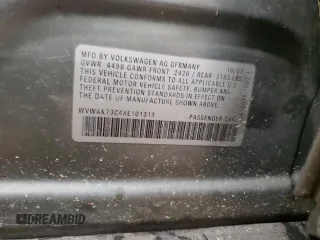 MFD BY VOLKSWAGEN AG GERMANY 10/07
GVWR 4498 GAWR FRONT 2426 / REAR 2183 LBS
THIS VEHICLE CONFORMS TO ALL APPLICABLE U.S.
FEDERAL MOTOR VEHICLE SAFETY, BUMPER AND
THEFT PREVENTION STANDARDS IN EFFECT ON THE
DATE OF MANUFACTURE SHOWN ABOVE
PASSENGER CAR
DREAMBID